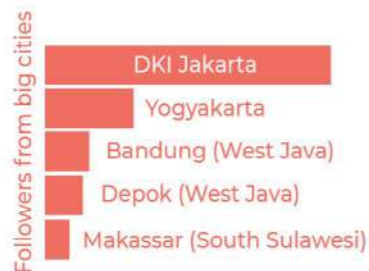 Followers from big cities
DKI Jakarta
Yogyakarta
Bandung (West Java)
Depok (West Java)
Makassar (South Sulawesi)